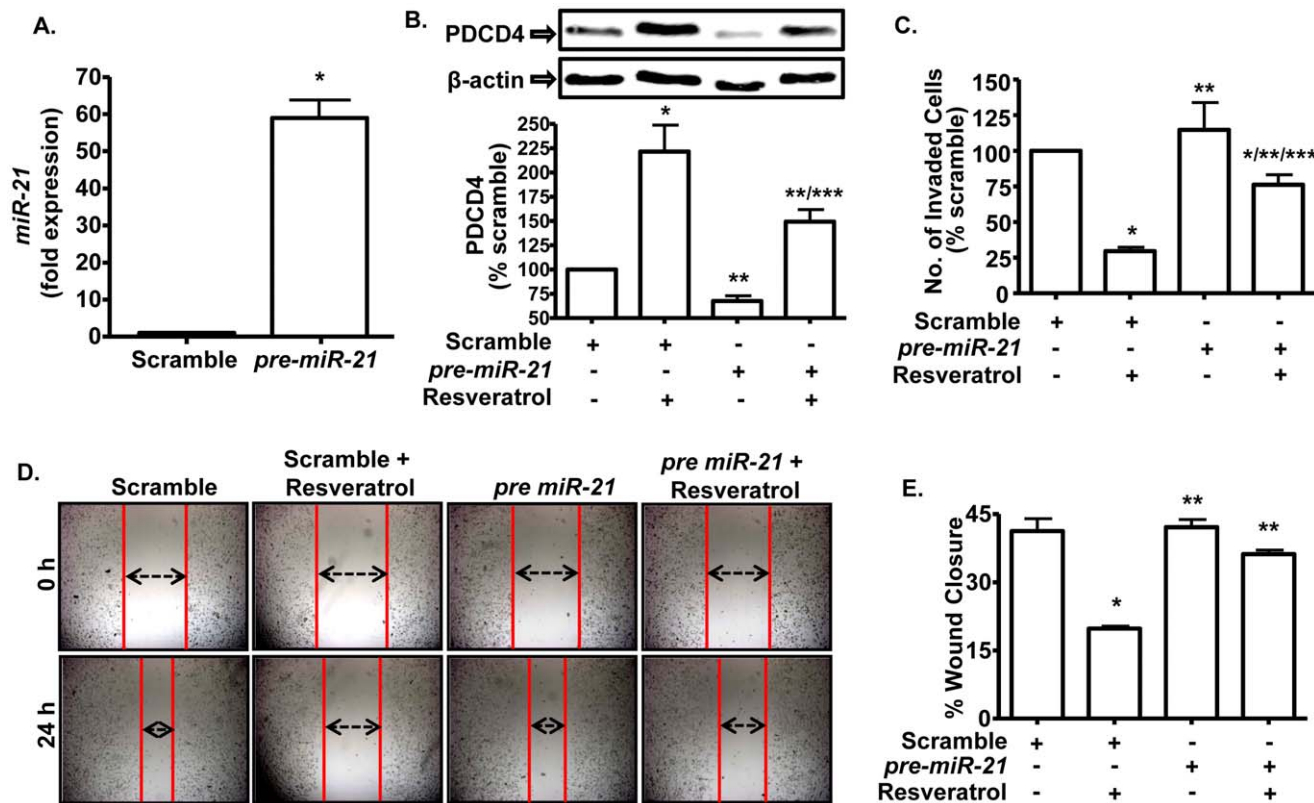 A.
miR-21
(fold expression)
70
60
50
40
30
20
10
0
*
Scramble pre-miR-21
B.
PDCD4
β-actin
PDCD4
(% scramble)
250
225
200
175
150
125
100
75
50
*
**
**/***
Scramble + + - -
pre-miR-21 - - + +
Resveratrol - + - +
C.
No. of Invaded Cells
(% scramble)
150
125
100
75
50
25
0
*
**
*/**/***
Scramble + + - -
pre-miR-21 - - + +
Resveratrol - + - +
D.
Scramble
Scramble +
Resveratrol
pre miR-21
pre miR-21 +
Resveratrol
0 h
24 h
E.
% Wound Closure
45
30
15
0
*
**
**
Scramble + + - -
pre-miR-21 - - + +
Resveratrol - + - +